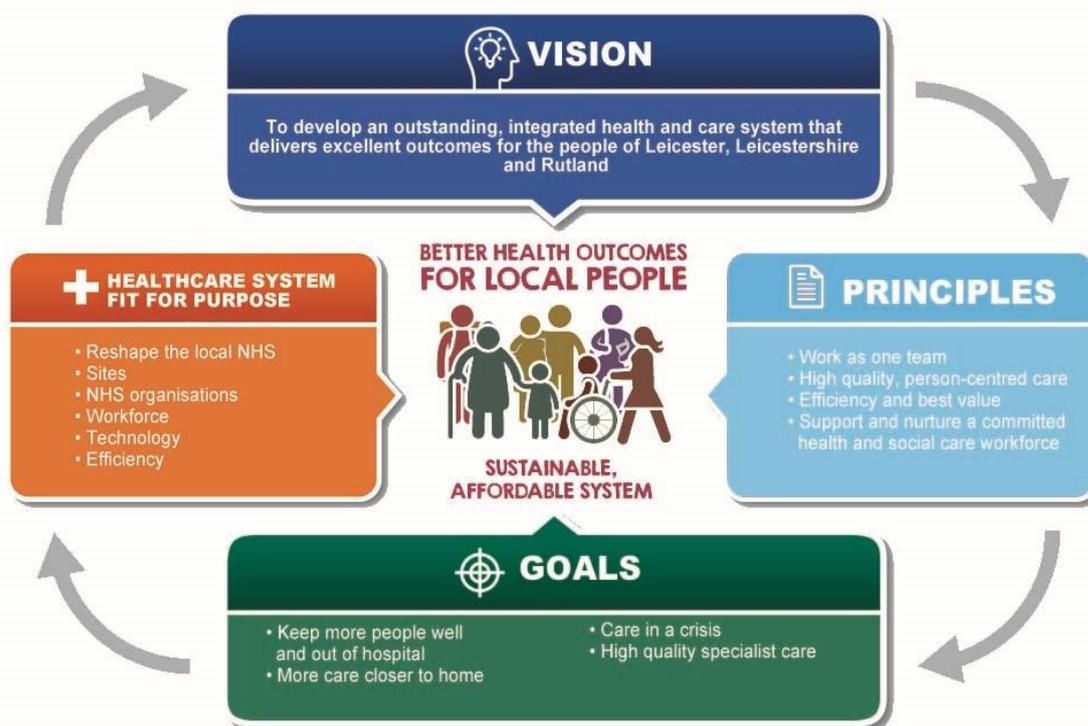 VISION
To develop an outstanding, integrated health and care system that
delivers excellent outcomes for the people of Leicester, Leicestershire
and Rutland
HEALTHCARE SYSTEM
FIT FOR PURPOSE
• Reshape the local NHS
• Sites
• NHS organisations
• Workforce
• Technology
• Efficiency
BETTER HEALTH OUTCOMES
FOR LOCAL PEOPLE
SUSTAINABLE,
AFFORDABLE SYSTEM
PRINCIPLES
• Work as one team
• High quality, person-centred care
• Efficiency and best value
• Support and nurture a committed
health and social care workforce
GOALS
• Keep more people well
and out of hospital
• More care closer to home
• Care in a crisis
• High quality specialist care